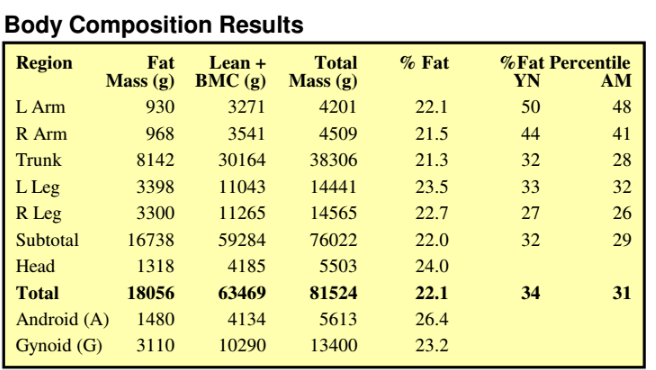 Body Composition Results
Region Fat Lean + Total % Fat %Fat Percentile
Mass (g) BMC (g) Mass (g) YN AM
L Arm 930 3271 4201 22.1 50 48
R Arm 968 3541 4509 21.5 44 41
Trunk 8142 30164 38306 21.3 32 28
L Leg 3398 11043 14441 23.5 33 32
R Leg 3300 11265 14565 22.7 27 26
Subtotal 16738 59284 76022 22.0 32 29
Head 1318 4185 5503 24.0
Total 18056 63469 81524 22.1 34 31
Android (A) 1480 4134 5613 26.4
Gynoid (G) 3110 10290 13400 23.2